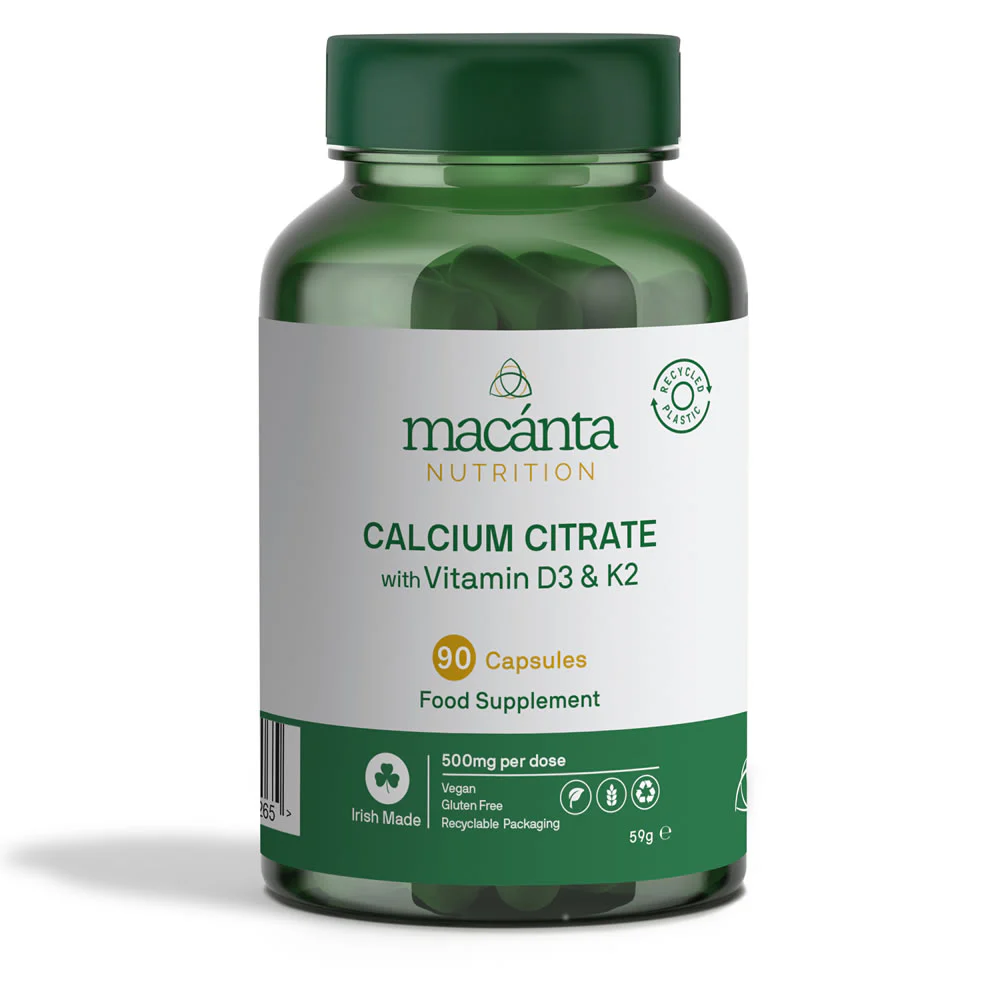 RECYCLED
PLASTIC
macánta
NUTRITION
CALCIUM CITRATE
with Vitamin D3 & K2
90 Capsules
Food Supplement
500mg per dose
Vegan
Gluten Free
Recyclable Packaging
Irish Made
265 >
59g ℮